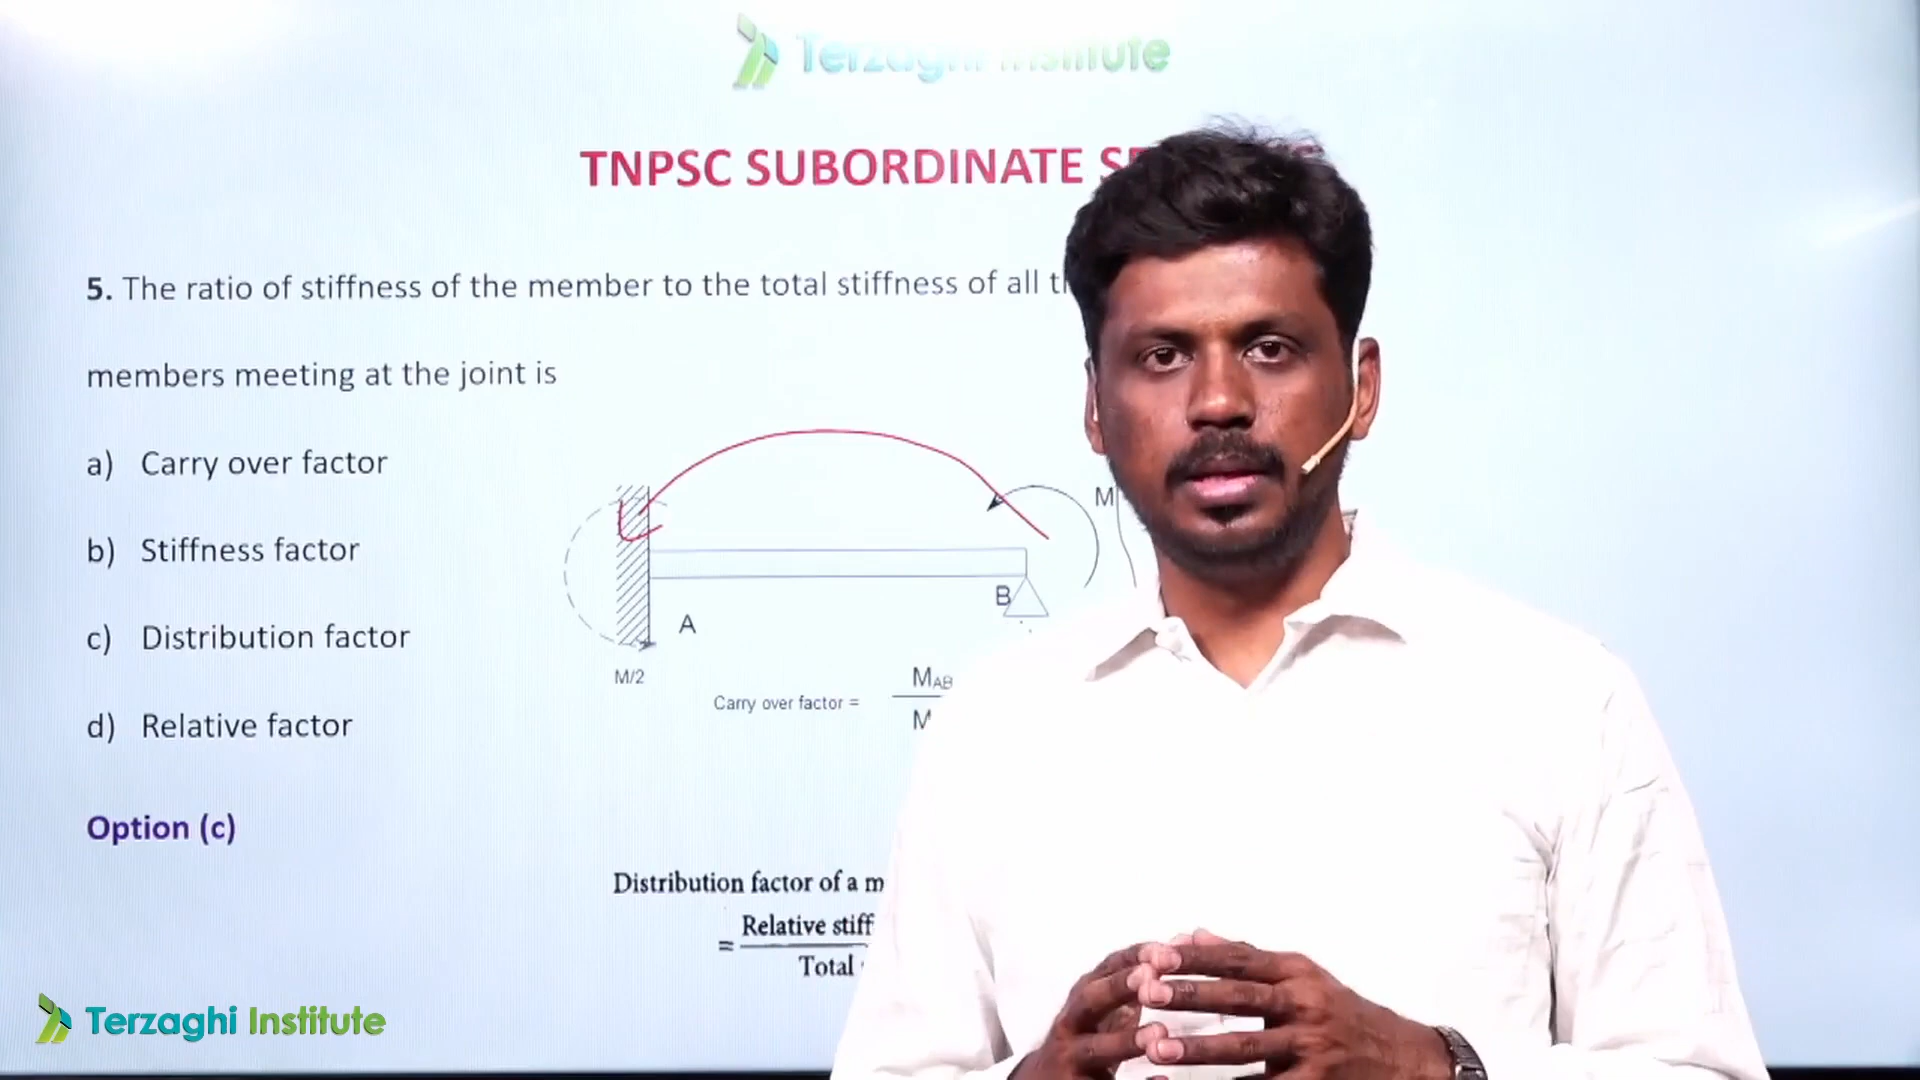 Terzaghi Institute
TNPSC SUBORDINATE
5. The ratio of stiffness of the member to the total stiffness of all
members meeting at the joint is
a) Carry over factor
b) Stiffness factor
c) Distribution factor
d) Relative factor
Option (c)
M
B
A
M/2
Carry over factor =
MAB
M
Distribution factor of a
=
Relative
Total
Terzaghi Institute